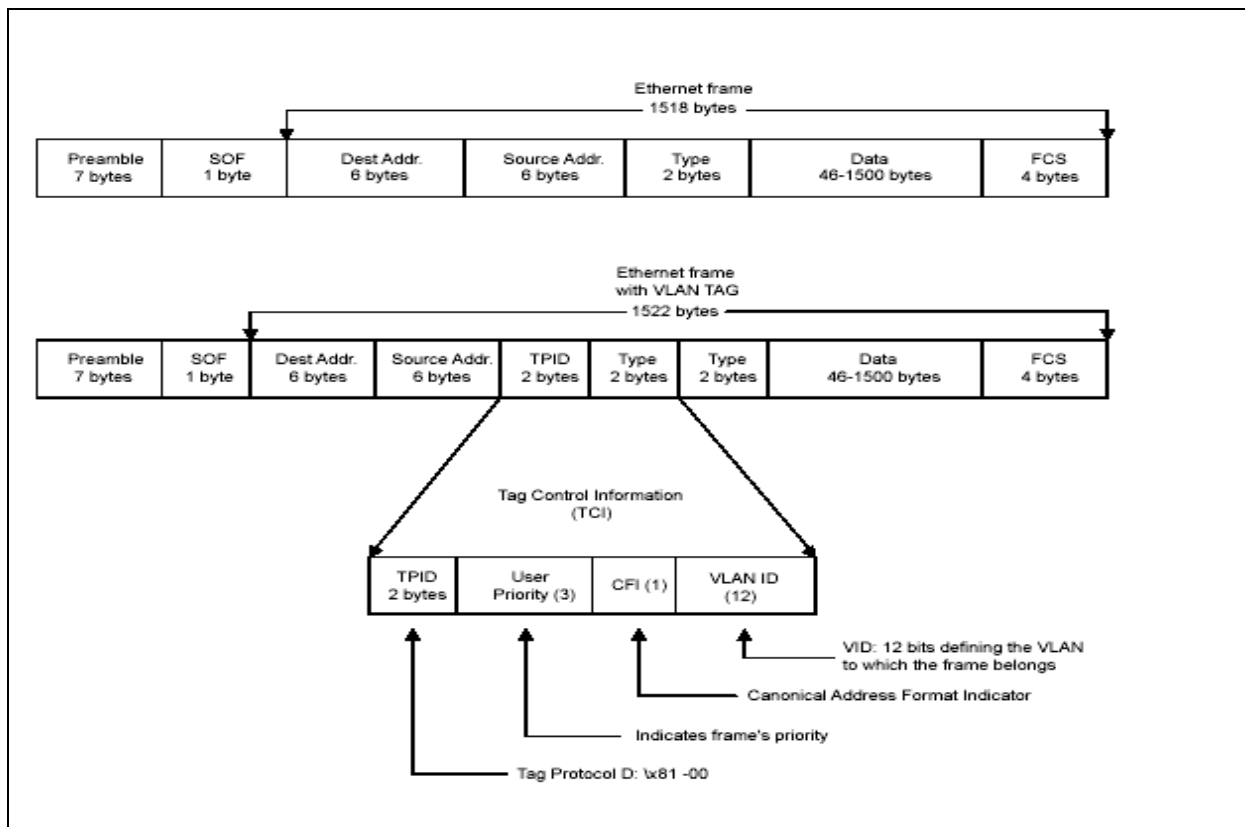 Ethernet frame
1518 bytes
Preamble
7 bytes
SOF
1 byte
Dest Addr.
6 bytes
Source Addr.
6 bytes
Type
2 bytes
Data
46-1500 bytes
FCS
4 bytes
Ethernet frame
with VLAN TAG
1522 bytes
Preamble
7 bytes
SOF
1 byte
Dest Addr.
6 bytes
Source Addr.
6 bytes
TPID
2 bytes
Type
2 bytes
Type
2 bytes
Data
46-1500 bytes
FCS
4 bytes
Tag Control Information
(TCI)
TPID
2 bytes
User
Priority (3)
CFI (1)
VLAN ID
(12)
VID: 12 bits defining the VLAN
to which the frame belongs
Canonical Address Format Indicator
Indicates frame's priority
Tag Protocol D: \x81 -00